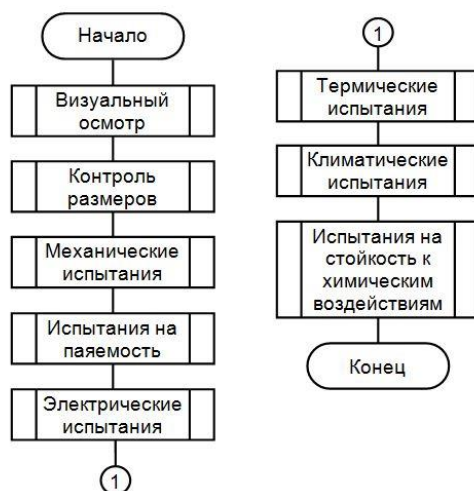 Начало
Визуальный
осмотр
Контроль
размеров
Механические
испытания
Испытания на
паяемость
Электрические
испытания
1
1
Термические
испытания
Климатические
испытания
Испытания на
стойкость к
химическим
воздействиям
Конец